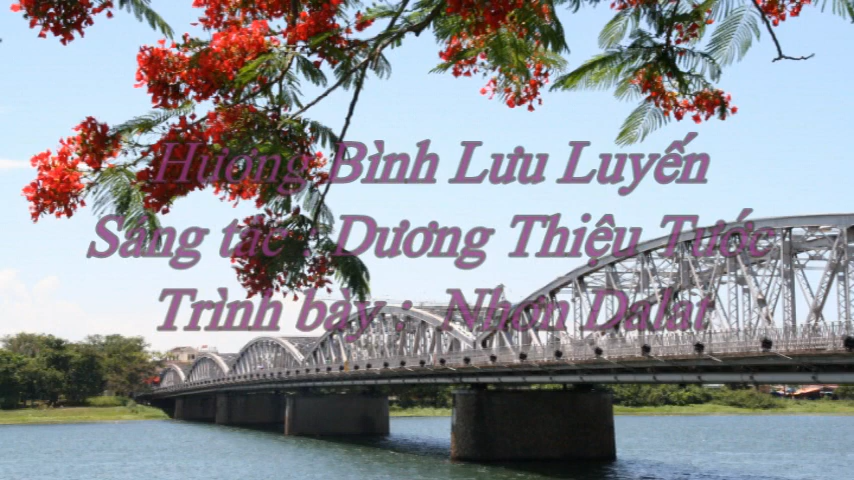 Hương Bình Lưu Luyến
Sáng tác : Dương Thiệu Tước
Trình bày : Nhơn Dalat